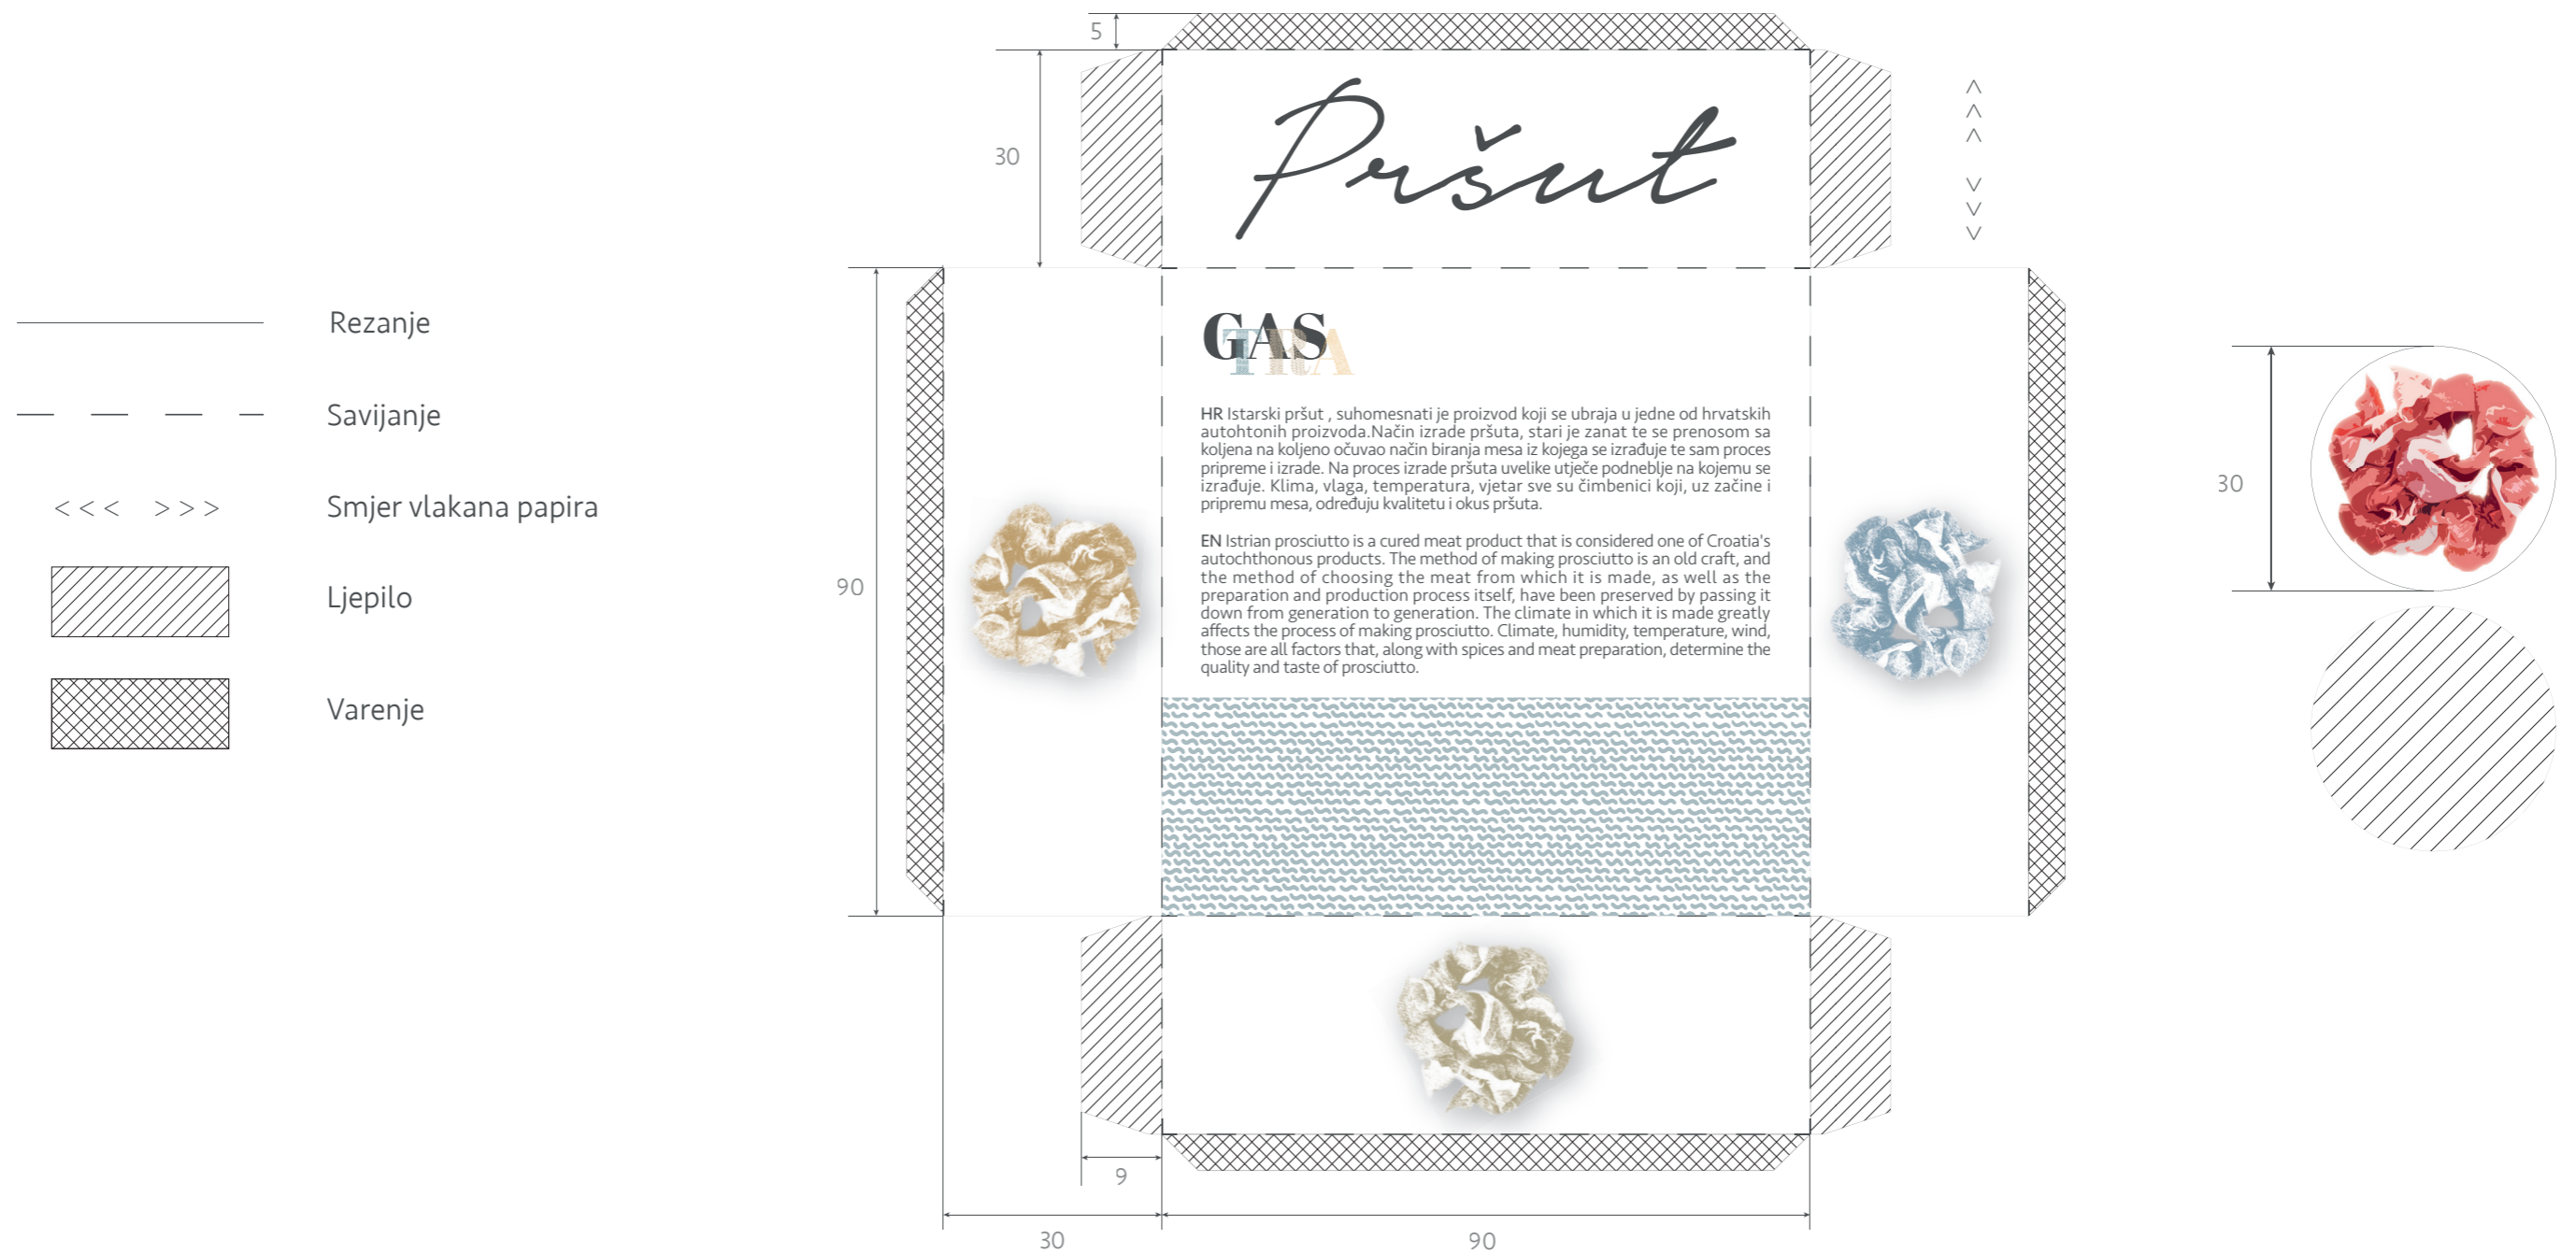 5
30
Pršut
Rezanje
Savijanje
<<< >>> Smjer vlakana papira
Ljepilo
Varenje
90
GAS
TRA
HR Istarski pršut , suhomesnati je proizvod koji se ubraja u jedne od hrvatskih
autohtonih proizvoda.Način izrade pršuta, stari je zanat te se prenosom sa
koljena na koljeno očuvao način biranja mesa iz kojega se izrađuje te sam proces
pripreme i izrade. Na proces izrade pršuta uvelike utječe podneblje na kojemu se
izrađuje. Klima, vlaga, temperatura, vjetar sve su čimbenici koji, uz začine i
pripremu mesa, određuju kvalitetu i okus pršuta.
EN Istrian prosciutto is a cured meat product that is considered one of Croatia's
autochthonous products. The method of making prosciutto is an old craft, and
the method of choosing the meat from which it is made, as well as the
preparation and production process itself, have been preserved by passing it
down from generation to generation. The climate in which it is made greatly
affects the process of making prosciutto. Climate, humidity, temperature, wind,
those are all factors that, along with spices and meat preparation, determine the
quality and taste of prosciutto.
30
9
30
90